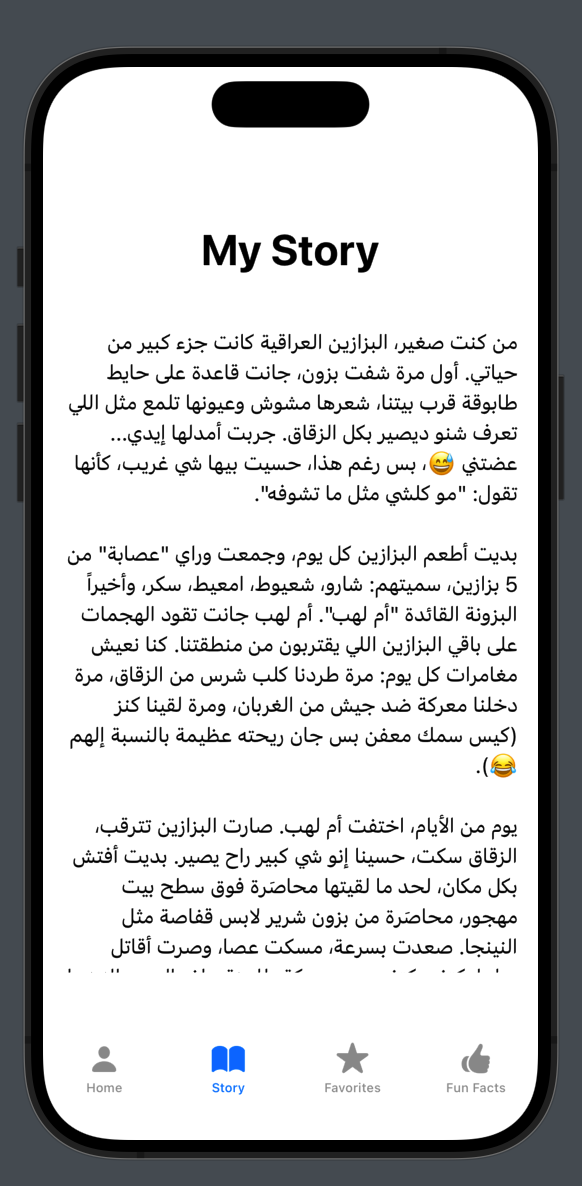 My Story
من كنت صغير، البزازين العراقية كانت جزء كبير من
حياتي. أول مرة شفت بزون، جانت قاعدة على حايط
طابوقة قرب بيتنا، شعرها مشوش وعيونها تلمع مثل اللي
تعرف شنو ديصير بكل الزقاق. جربت أمدلها إيدي...
عضتني 😅، بس رغم هذا، حسيت بيها شي غريب، كأنها
تقول: "مو كلشي مثل ما تشوفه".
بديت أطعم البزازين كل يوم، وجمعت وراي "عصابة" من
5 بزازين، سميتهم: شارو، شعيوط، امعيط، سكر، وأخيراً
البزونة القائدة "أم لهب". أم لهب جانت تقود الهجمات
على باقي البزازين اللي يقتربون من منطقتنا. كنا نعيش
مغامرات كل يوم: مرة طردنا كلب شرس من الزقاق، مرة
دخلنا معركة ضد جيش من الغربان، ومرة لقينا كنز
(كيس سمك معفن بس جان ريحته عظيمة بالنسبة إلهم
😂).
يوم من الأيام، اختفت أم لهب. صارت البزازين تترقب،
الزقاق سكت، حسينا إنو شي كبير راح يصير. بديت أفتش
بكل مكان، لحد ما لقيتها محاصَرة فوق سطح بيت
مهجور، محاصَرة من بزون شرير لابس قفاصة مثل
النينجا. صعدت بسرعة، مسكت عصا، وصرت أقاتل
Home
Story
Favorites
Fun Facts